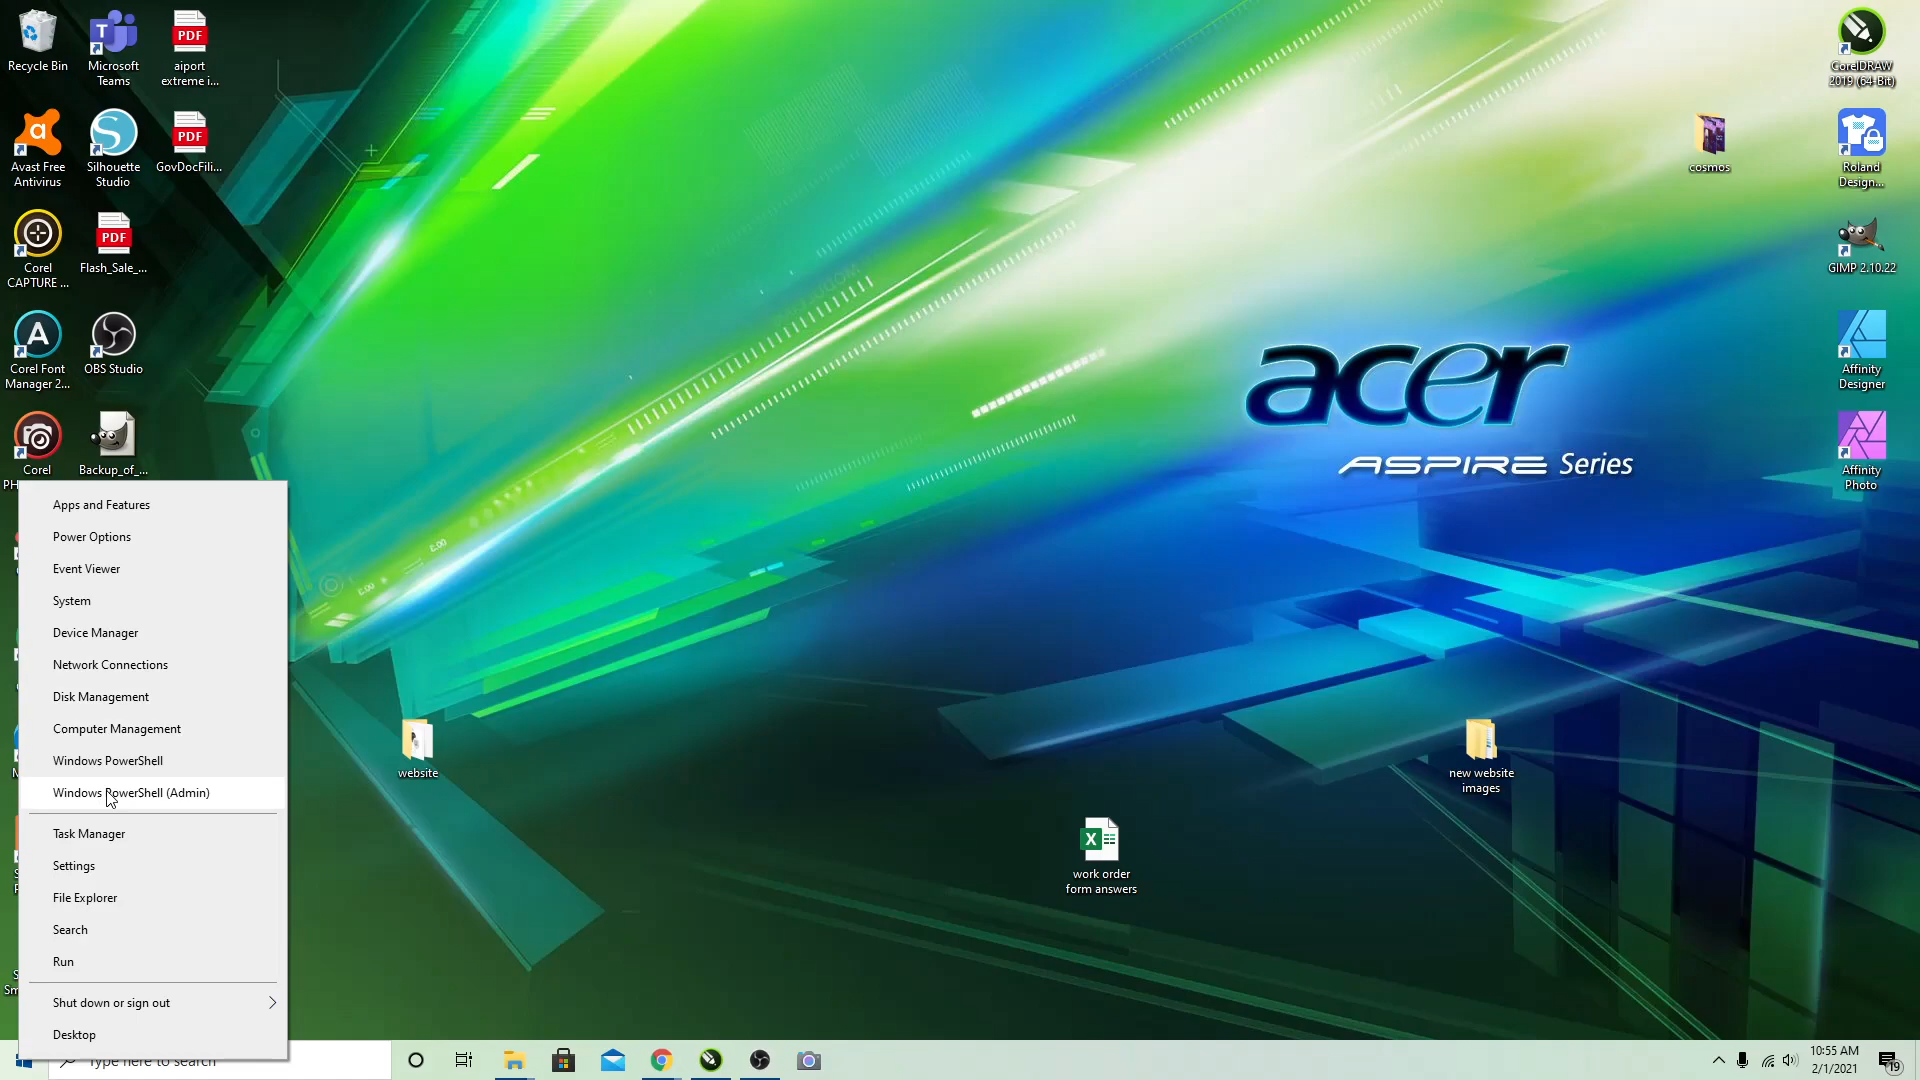 Recycle Bin
Microsoft
Teams
PDF
aiport
extreme i...
Avast Free
Antivirus
Silhouette
Studio
PDF
GovDocFili...
Corel
CAPTURE ...
PDF
Flash_Sale_...
Corel Font
Manager 2...
OBS Studio
Corel
Backup_of_...
Apps and Features
Power Options
Event Viewer
System
Device Manager
Network Connections
Disk Management
Computer Management
Windows PowerShell
Windows PowerShell (Admin)
Task Manager
Settings
File Explorer
Search
Run
Shut down or sign out
Desktop
Type here to search
website
work order
form answers
new website
images
cosmos
CorelDRAW
2019 (64-Bit)
Roland
Design...
GIMP 2.10.22
Affinity
Designer
Affinity
Photo
acer
ASPIRE Series
10:55 AM
2/1/2021
19